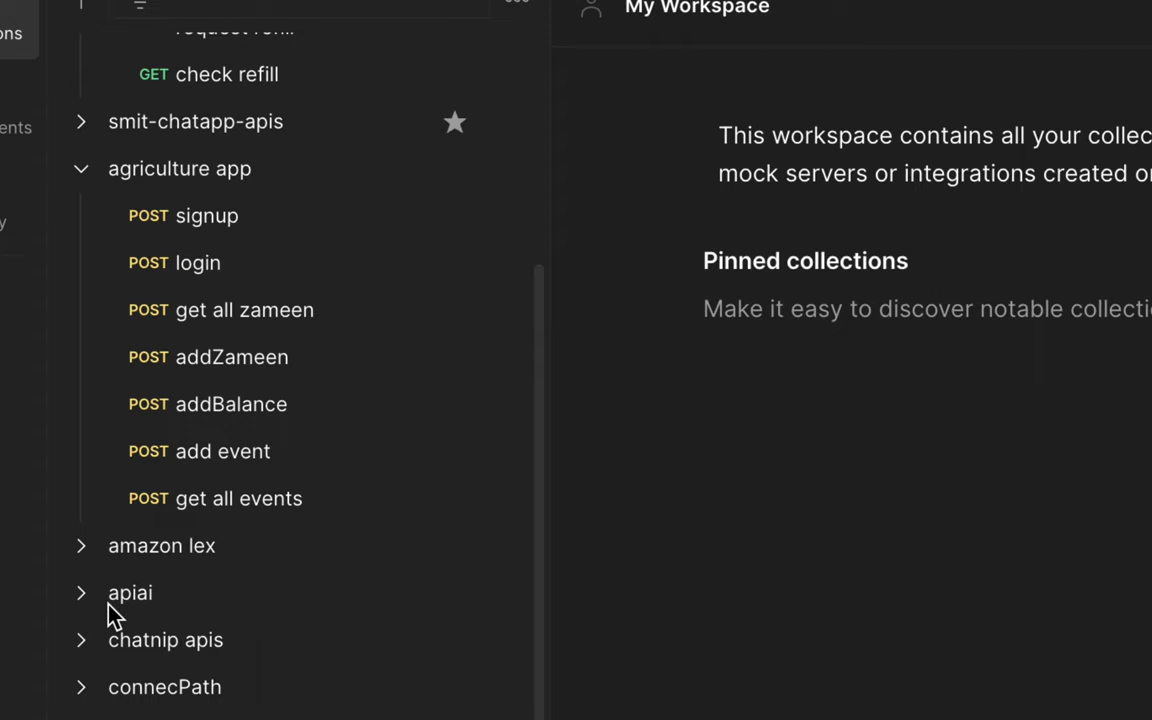 My Workspace
ons
GET check refill
ents
smit-chatapp-apis
This workspace contains all your collec
agriculture app
mock servers or integrations created o
POST signup
y
POST login
Pinned collections
POST get all zameen
Make it easy to discover notable collecti
POST addZameen
POST addBalance
POST add event
POST get all events
amazon lex
apiai
chatnip apis
connecPath